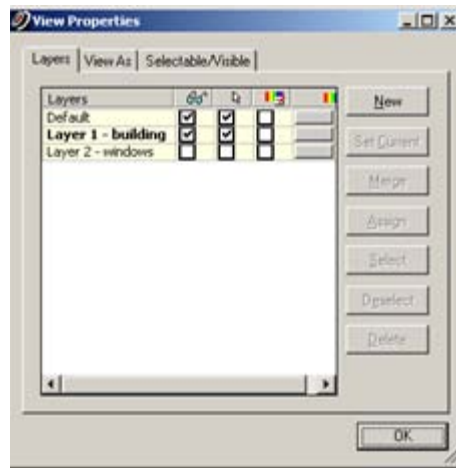 View Properties
Layers View As Selectable/Visible
Layers
Default
Layer 1 - building
Layer 2 - windows
New
Set Current
Merge
Assign
Select
Deselect
Delete
OK